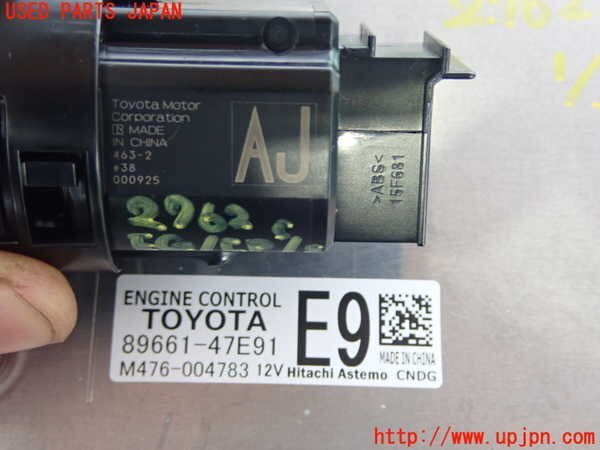 USED PARTS JAPAN
Toyota Motor
Corporation
MADE
IN CHINA
463-2
*38
000925
AJ
>ABS<
15F681
2962
ENGINE CONTROL
TOYOTA
89661-47E91
M476-004783 12V Hitachi Astemo CNDG
E9
MADE IN CHINA
http://www.upjpn.com/